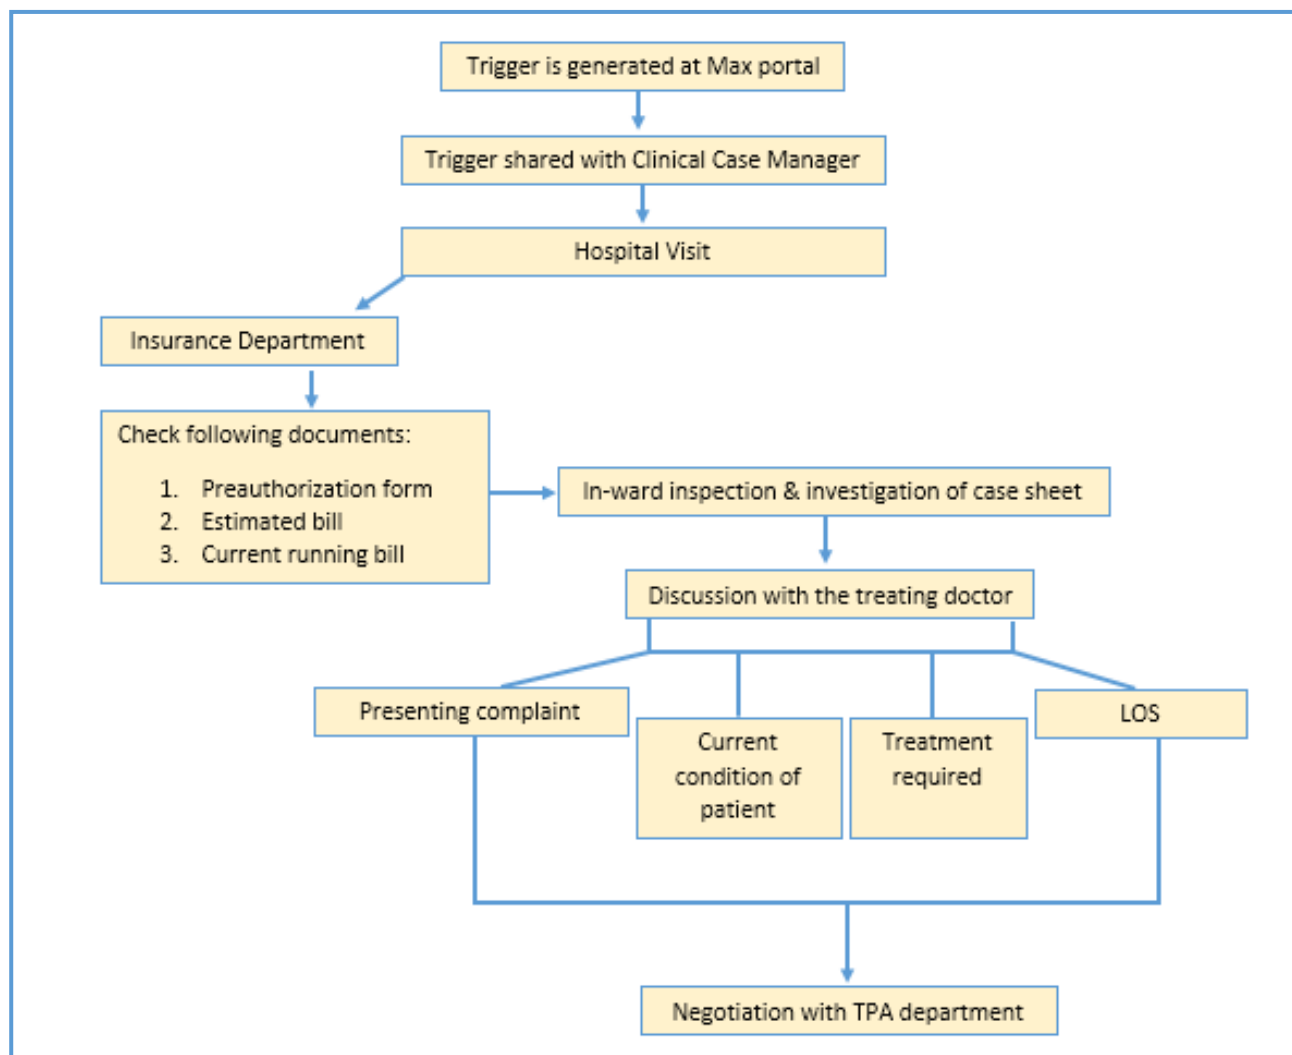 Trigger is generated at Max portal
Trigger shared with Clinical Case Manager
Hospital Visit
Insurance Department
Check following documents:
1. Preauthorization form
2. Estimated bill
3. Current running bill
In-ward inspection & investigation of case sheet
Discussion with the treating doctor
Presenting complaint
Current
condition of
patient
Treatment
required
LOS
Negotiation with TPA department